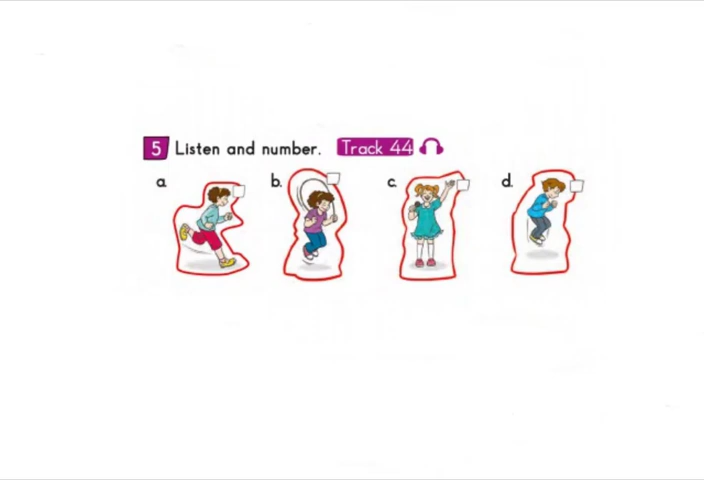 5 Listen and number. Track 44
a. b. c. d.